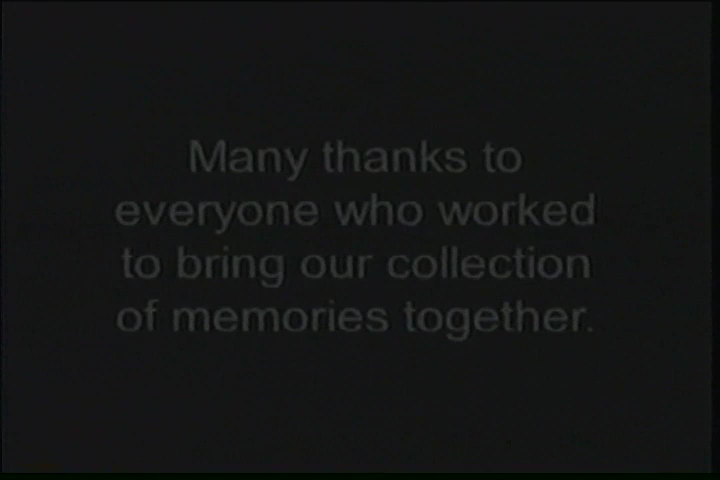 Many thanks to
everyone who worked
to bring our collection
of memories together.